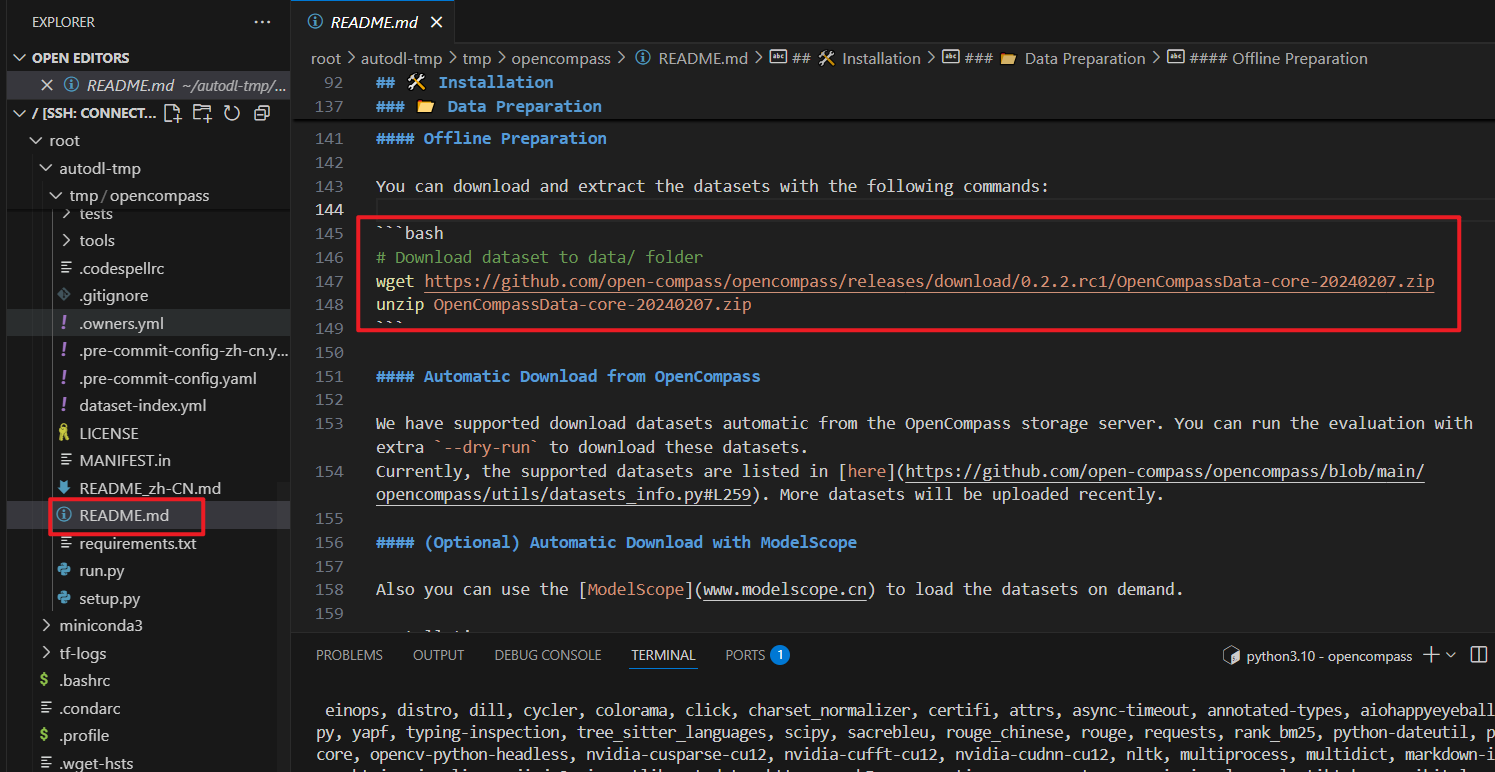 EXPLORER
OPEN EDITORS
README.md ~/autodl-tmp/...
/ [SSH: CONNECT...
root
autodl-tmp
tmp / opencompass
tests
tools
.codespellrc
.gitignore
.owners.yml
.pre-commit-config-zh-cn.y...
.pre-commit-config.yaml
dataset-index.yml
LICENSE
MANIFEST.in
README_zh-CN.md
README.md
requirements.txt
run.py
setup.py
miniconda3
tf-logs
.bashrc
.condarc
.profile
.wget-hsts
README.md
root > autodl-tmp > tmp > opencompass > README.md > ## 🛠️ Installation > ### 📂 Data Preparation > #### Offline Preparation
92 ## 🛠️ Installation
137 ### 📂 Data Preparation
141 #### Offline Preparation
142
143 You can download and extract the datasets with the following commands:
144
145 ```bash
146 # Download dataset to data/ folder
147 wget https://github.com/open-compass/opencompass/releases/download/0.2.2.rc1/OpenCompassData-core-20240207.zip
148 unzip OpenCompassData-core-20240207.zip
149 ```
150
151 #### Automatic Download from OpenCompass
152
153 We have supported download datasets automatic from the OpenCompass storage server. You can run the evaluation with
extra `--dry-run` to download these datasets.
154 Currently, the supported datasets are listed in [here](https://github.com/open-compass/opencompass/blob/main/
opencompass/utils/datasets_info.py#L259). More datasets will be uploaded recently.
155
156 #### (Optional) Automatic Download with ModelScope
157
158 Also you can use the [ModelScope](www.modelscope.cn) to load the datasets on demand.
159
PROBLEMS OUTPUT DEBUG CONSOLE TERMINAL PORTS 1
python3.10 - opencompass
einops, distro, dill, cycler, colorama, click, charset_normalizer, certifi, attrs, async-timeout, annotated-types, aiohappyeyeball
py, yapf, typing-inspection, tree_sitter_languages, scipy, sacrebleu, rouge_chinese, rouge, requests, rank_bm25, python-dateutil, p
core, opencv-python-headless, nvidia-cusparse-cu12, nvidia-cufft-cu12, nvidia-cudnn-cu12, nltk, multiprocess, multidict, markdown-i